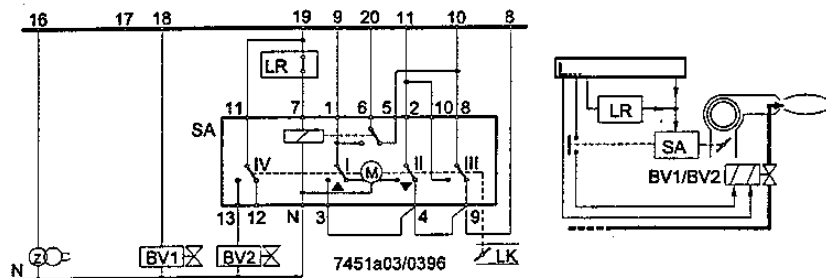 16 17 18 19 9 20 11 10 8
LR
11 7 1 6 5 2 10 8
SA
IV I M II III
13 12 N 3 4 9
Z BV1 BV2 7451a03/0396 LK
N
LR
SA
BV1/BV2